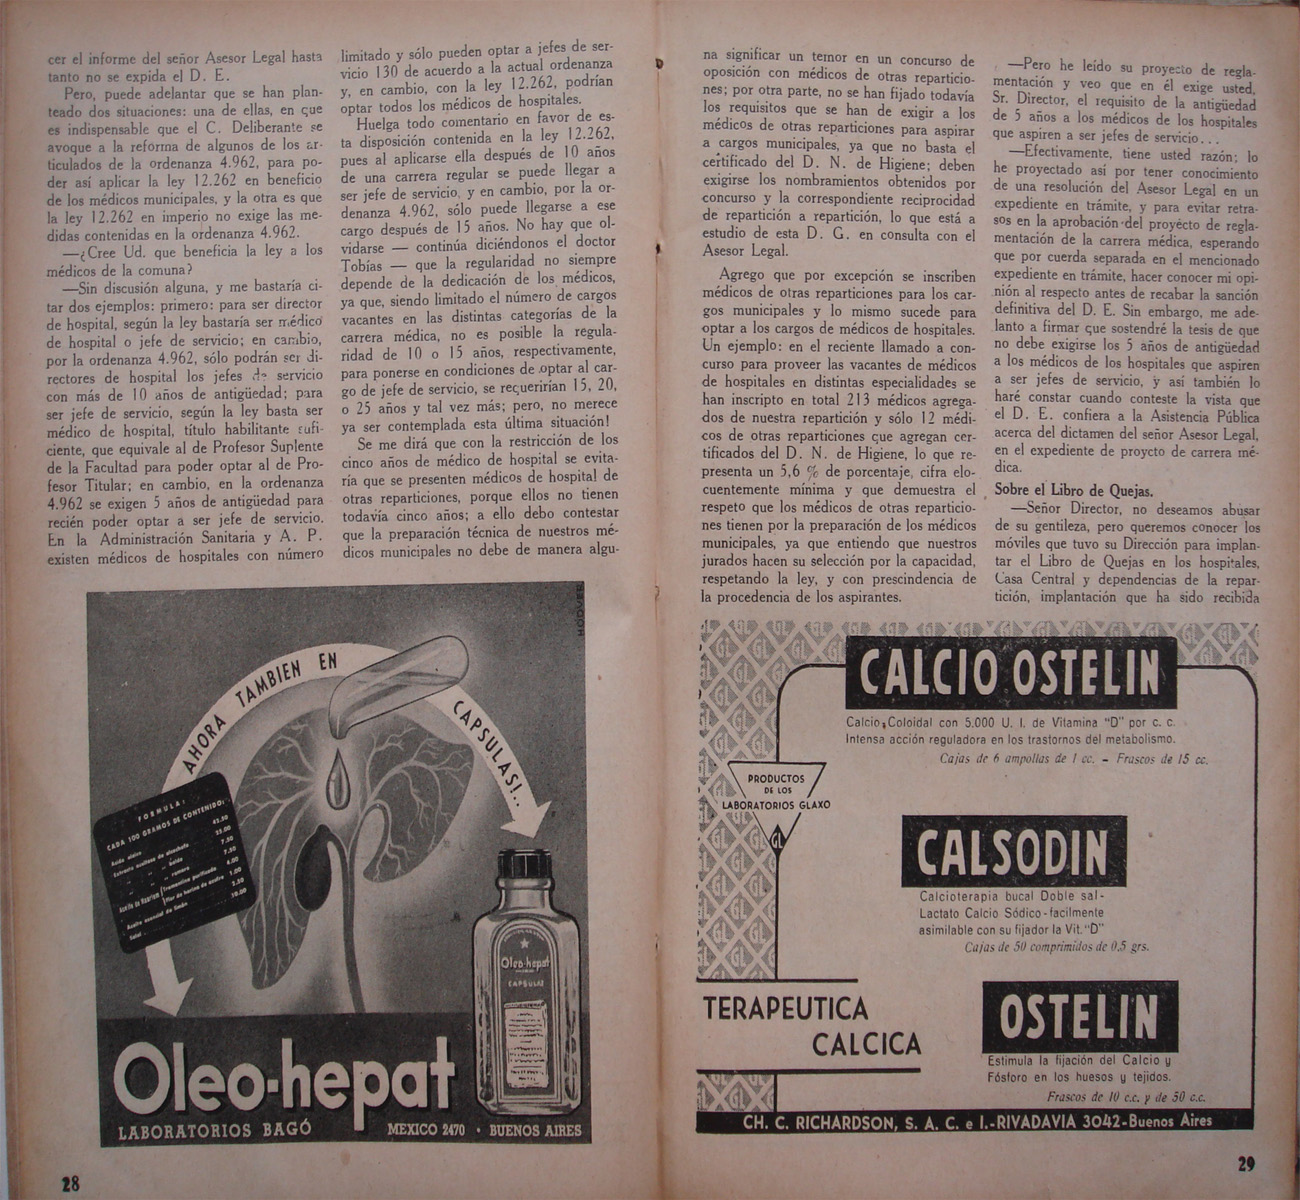 cer el informe del señor Asesor Legal hasta
tanto no se expida el D. E.
Pero, puede adelantar que se han plan-
teado dos situaciones: una de ellas, en que
es indispensable que el C. Deliberante se
avoque a la reforma de algunos de los ar-
ticulados de la ordenanza 4.962, para po-
der así aplicar la ley 12.262 en beneficio
de los médicos municipales, y la otra es que
la ley 12.262 en imperio no exige las me-
didas contenidas en la ordenanza 4.962.
—¿Cree Ud. que beneficia la ley a los
médicos de la comuna?
—Sin discusión alguna, y me bastaría ci-
tar dos ejemplos: primero: para ser director
de hospital, según la ley bastaría ser médico
de hospital o jefe de servicio; en cambio,
por la ordenanza 4.962, sólo podrán ser di-
rectores de hospital los jefes de servicio
con más de 10 años de antigüedad; para
ser jefe de servicio, según la ley basta ser
médico de hospital, título habilitante sufi-
ciente, que equivale al de Profesor Suplente
de la Facultad para poder optar al de Pro-
fesor Titular; en cambio, en la ordenanza
4.962 se exigen 5 años de antigüedad para
recién poder optar a ser jefe de servicio.
En la Administración Sanitaria y A. P.
existen médicos de hospitales con número
limitado y sólo pueden optar a jefes de ser-
vicio 130 de acuerdo a la actual ordenanza
y, en cambio, con la ley 12.262, podrían
optar todos los médicos de hospitales.
Huelga todo comentario en favor de es-
ta disposición contenida en la ley 12.262,
pues al aplicarse ella después de 10 años
de una carrera regular se puede llegar a
ser jefe de servicio, y en cambio, por la or-
denanza 4.962, sólo puede llegarse a ese
cargo después de 15 años. No hay que ol-
vidarse — continúa diciéndonos el doctor
Tobías — que la regularidad no siempre
depende de la dedicación de los médicos,
ya que, siendo limitado el número de cargos
vacantes en las distintas categorías de la
carrera médica, no es posible la regula-
ridad de 10 o 15 años, respectivamente,
para ponerse en condiciones de optar al car-
go de jefe de servicio, se requerirían 15, 20,
o 25 años y tal vez más; pero, no merece
ya ser contemplada esta última situación!
Se me dirá que con la restricción de los
cinco años de médico de hospital se evita-
ría que se presenten médicos de hospital de
otras reparticiones, porque ellos no tienen
todavía cinco años; a ello debo contestar
que la preparación técnica de nuestros mé-
dicos municipales no debe de manera algu-
AHORA TAMBIEN EN
CAPSULAS!..
FORMULA:
CADA 100 GRAMOS DE CONTENIDO:
Oleo-hepat
CAPSULAS
Oleo-hepat
LABORATORIOS BAGÓ
MEXICO 2470 • BUENOS AIRES
28
na significar un temor en un concurso de
oposición con médicos de otras reparticio-
nes; por otra parte, no se han fijado todavía
los requisitos que se han de exigir a los
médicos de otras reparticiones para aspirar
a cargos municipales, ya que no basta el
certificado del D. N. de Higiene; deben
exigirse los nombramientos obtenidos por
concurso y la correspondiente reciprocidad
de repartición a repartición, lo que está a
estudio de esta D. G. en consulta con el
Asesor Legal.
Agrego que por excepción se inscriben
médicos de otras reparticiones para los car-
gos municipales y lo mismo sucede para
optar a los cargos de médicos de hospitales.
Un ejemplo: en el reciente llamado a con-
curso para proveer las vacantes de médicos
de hospitales en distintas especialidades se
han inscripto en total 213 médicos agrega-
dos de nuestra repartición y sólo 12 médi-
cos de otras reparticiones que agregan cer-
tificados del D. N. de Higiene, lo que re-
presenta un 5,6 % de porcentaje, cifra elo-
cuentemente mínima y que demuestra el
respeto que los médicos de otras reparticio-
nes tienen por la preparación de los médicos
municipales, ya que entiendo que nuestros
jurados hacen su selección por la capacidad,
respetando la ley, y con prescindencia de
la procedencia de los aspirantes.
—Pero he leído su proyecto de regla-
mentación y veo que en él exige usted,
Sr. Director, el requisito de la antigüedad
de 5 años a los médicos de los hospitales
que aspiren a ser jefes de servicio...
—Efectivamente, tiene usted razón; lo
he proyectado así por tener conocimiento
de una resolución del Asesor Legal en un
expediente en trámite, y para evitar retra-
sos en la aprobación del proyécto de regla-
mentación de la carrera médica, esperando
que por cuerda separada en el mencionado
expediente en trámite, hacer conocer mi opi-
nión al respecto antes de recabar la sanción
definitiva del D. E. Sin embargo, me ade-
lanto a firmar que sostendré la tesis de que
no debe exigirse los 5 años de antigüedad
a los médicos de los hospitales que aspiren
a ser jefes de servicio, y así también lo
haré constar cuando conteste la vista que
el D. E. confiera a la Asistencia Pública
acerca del dictamen del señor Asesor Legal,
en el expediente de proycto de carrera mé-
dica.
Sobre el Libro de Quejas.
—Señor Director, no deseamos abusar
de su gentileza, pero queremos conocer los
móviles que tuvo su Dirección para implan-
tar el Libro de Quejas en los hospitales,
Casa Central y dependencias de la repar-
tición, implantación que ha sido recibida
CALCIO OSTELIN
Calcio Coloidal con 5.000 U. I. de Vitamina "D" por c. c.
Intensa acción reguladora en los trastornos del metabolismo.
Cajas de 6 ampollas de 1 cc. - Frascos de 15 cc.
PRODUCTOS
DE LOS
LABORATORIOS GLAXO
GL
CALSODIN
Calcioterapia bucal Doble sal-
Lactato Calcio Sódico-facilmente
asimilable con su fijador la Vit. "D"
Cajas de 50 comprimidos de 0,5 grs.
TERAPEUTICA
CALCICA
OSTELIN
Estimula la fijación del Calcio y
Fósforo en los huesos y tejidos.
Frascos de 10 c.c. y de 50 c.c.
CH. C. RICHARDSON, S. A. C. e I.-RIVADAVIA 3042-Buenos Aires
29